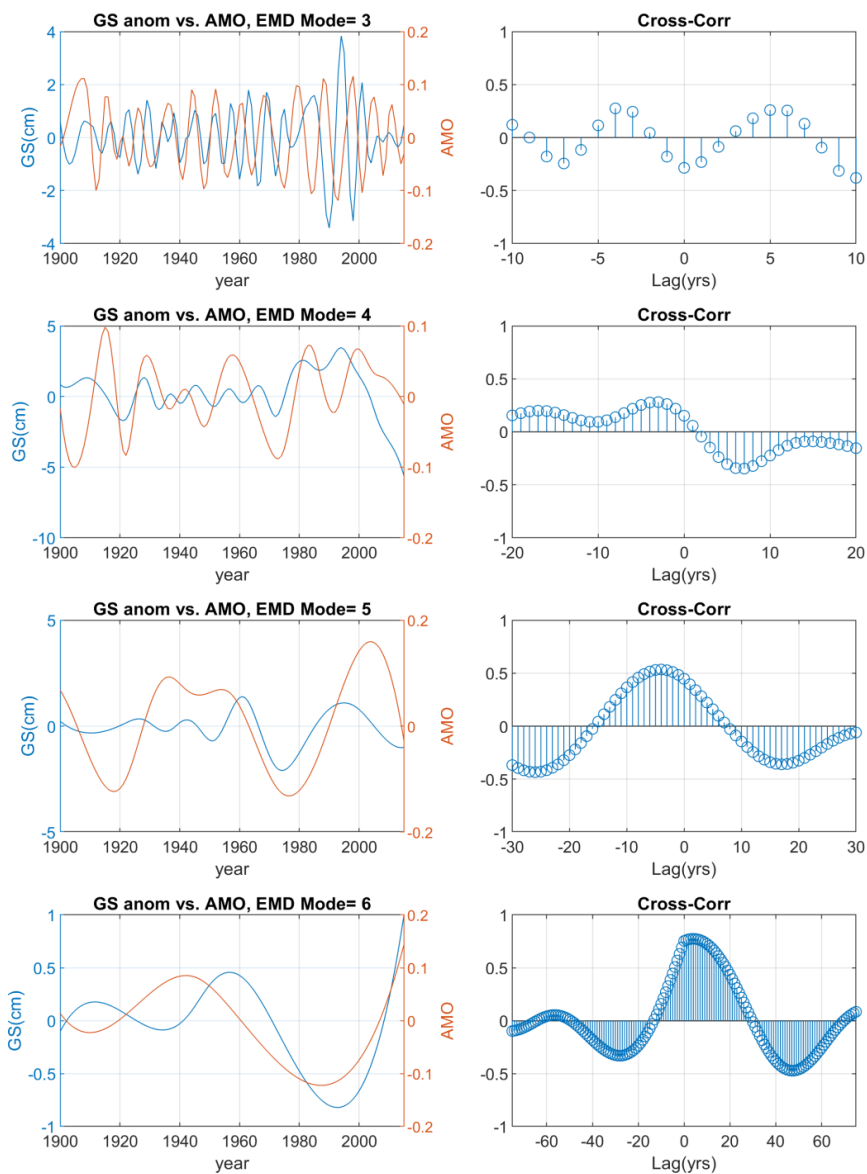 GS anom vs. AMO, EMD Mode= 3
GS(cm)
4
2
0
-2
-4
0.2
0.1
0
-0.1
-0.2
AMO
1900 1920 1940 1960 1980 2000
year
Cross-Corr
1
0.5
0
-0.5
-1
-10 -5 0 5 10
Lag(yrs)
GS anom vs. AMO, EMD Mode= 4
GS(cm)
5
0
-5
-10
0.1
0
-0.1
-0.2
AMO
1900 1920 1940 1960 1980 2000
year
Cross-Corr
1
0.5
0
-0.5
-1
-20 -10 0 10 20
Lag(yrs)
GS anom vs. AMO, EMD Mode= 5
GS(cm)
5
0
-5
0.2
0.1
0
-0.1
-0.2
AMO
1900 1920 1940 1960 1980 2000
year
Cross-Corr
1
0.5
0
-0.5
-1
-30 -20 -10 0 10 20 30
Lag(yrs)
GS anom vs. AMO, EMD Mode= 6
GS(cm)
1
0.5
0
-0.5
-1
0.2
0.1
0
-0.1
-0.2
AMO
1900 1920 1940 1960 1980 2000
year
Cross-Corr
1
0.5
0
-0.5
-1
-60 -40 -20 0 20 40 60
Lag(yrs)